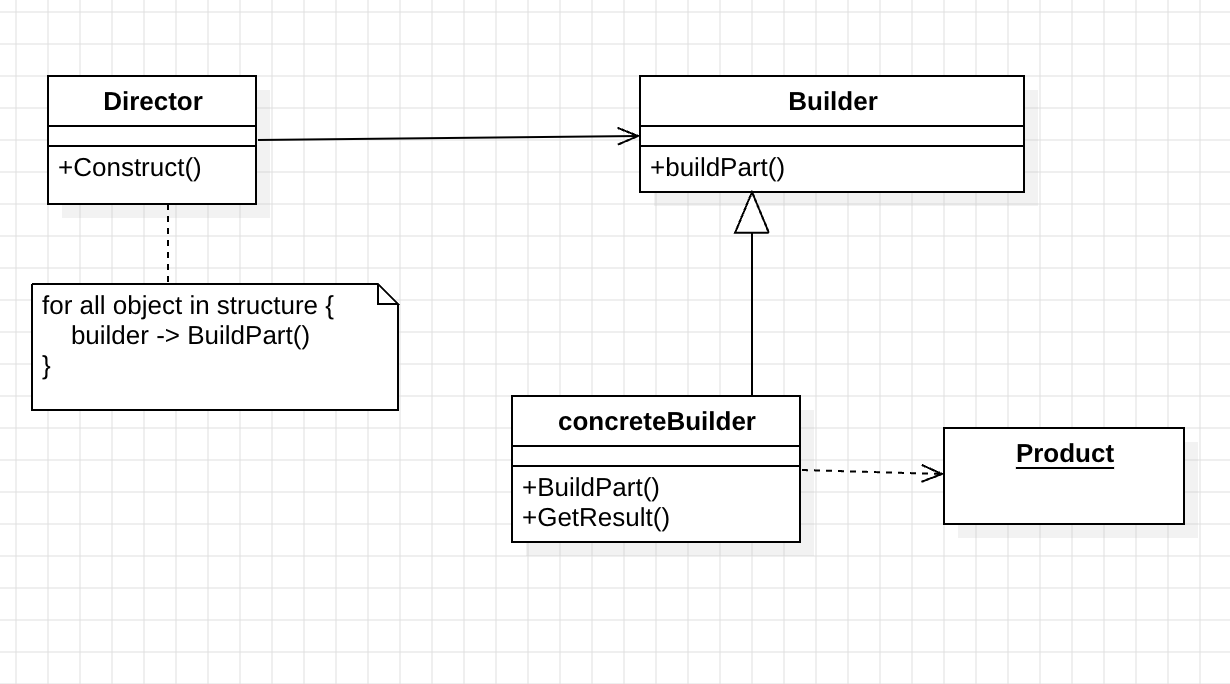 Director
+Construct()
Builder
+buildPart()
for all object in structure {
builder -> BuildPart()
}
concreteBuilder
+BuildPart()
+GetResult()
Product